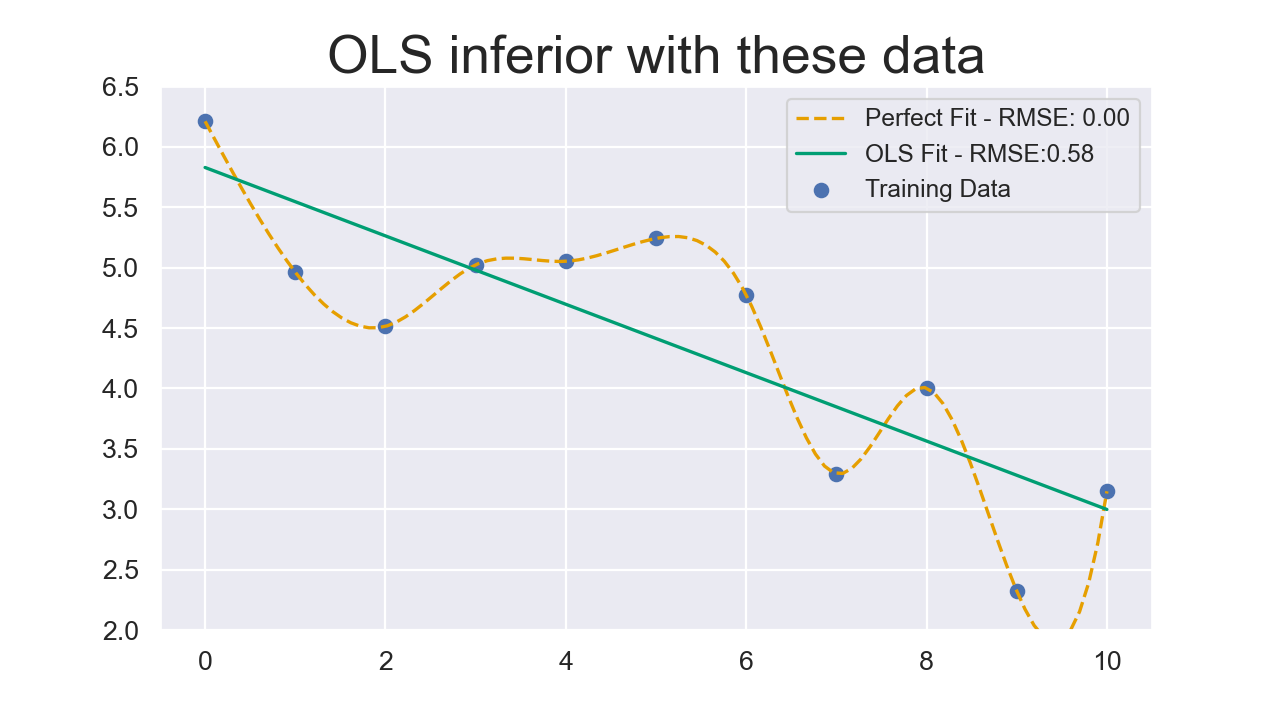 OLS inferior with these data
6.5
6.0
5.5
5.0
4.5
4.0
3.5
3.0
2.5
2.0
Perfect Fit - RMSE: 0.00
OLS Fit - RMSE:0.58
Training Data
0 2 4 6 8 10